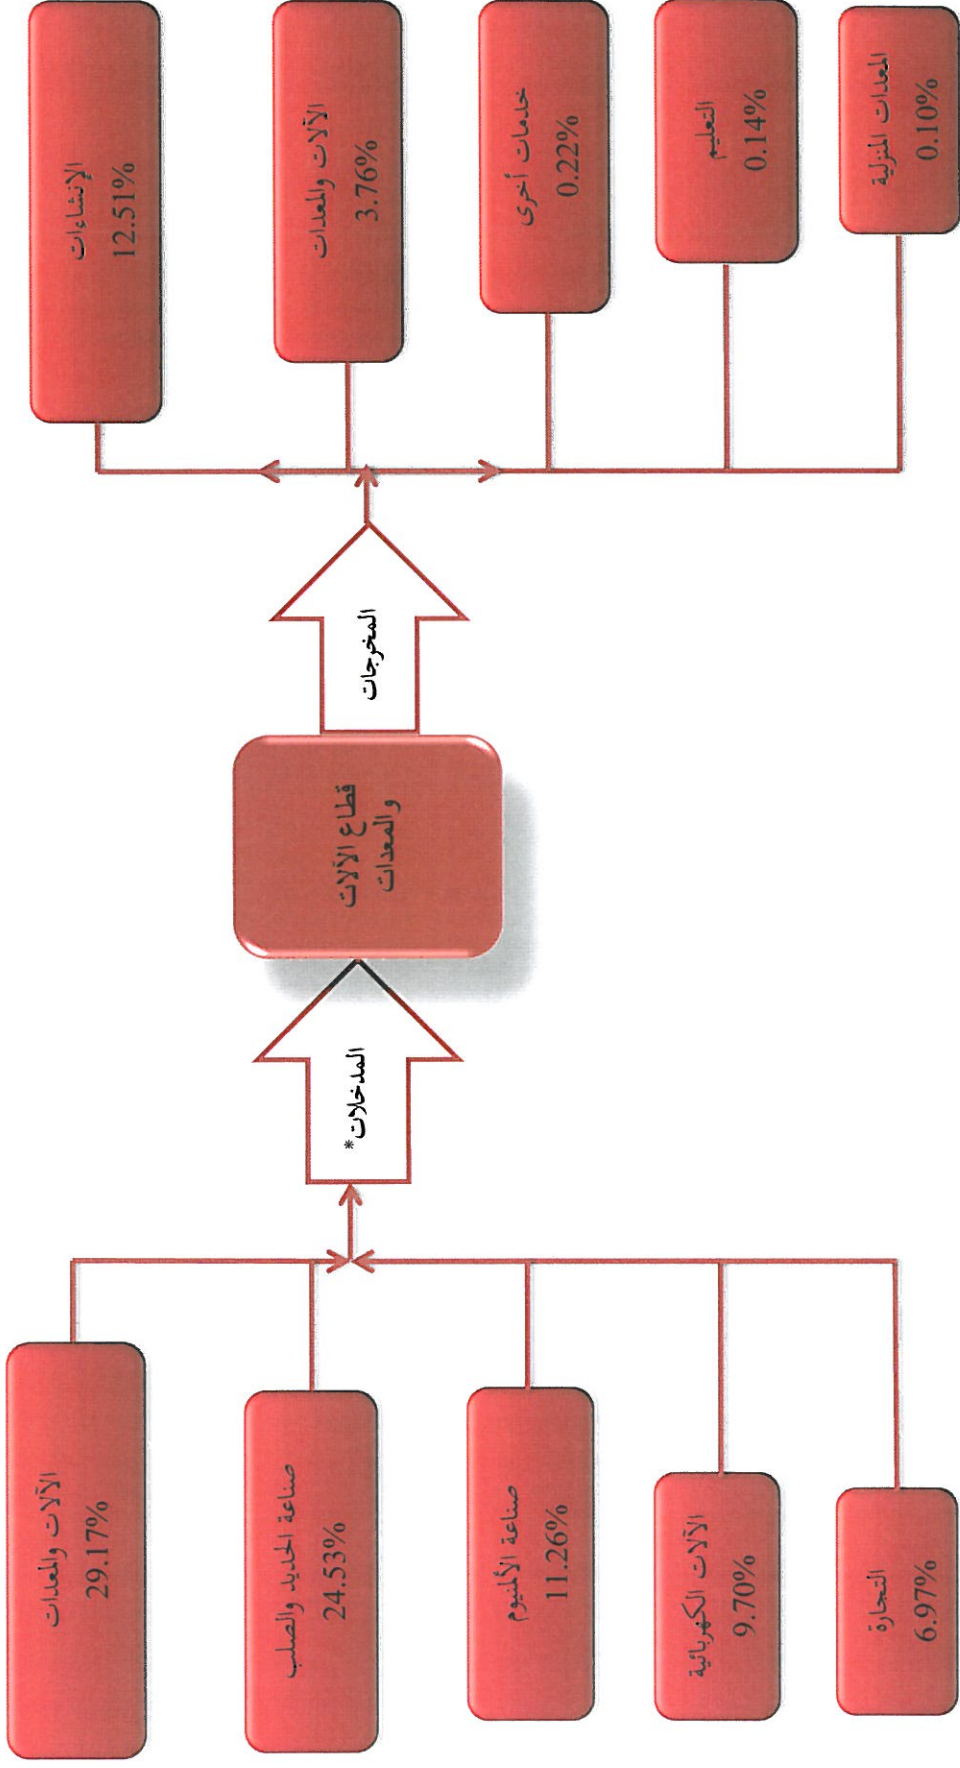 الآلات والمعدات
29.17%
صناعة الحديد والصلب
24.53%
صناعة الألمنيوم
11.26%
الآلات الكهربائية
9.70%
التجارة
6.97%
المدخلات*
قطاع الآلات
والمعدات
المخرجات
الإنشاءات
12.51%
الآلات والمعدات
3.76%
خدمات أخرى
0.22%
التعليم
0.14%
المعدات المنزلية
0.10%